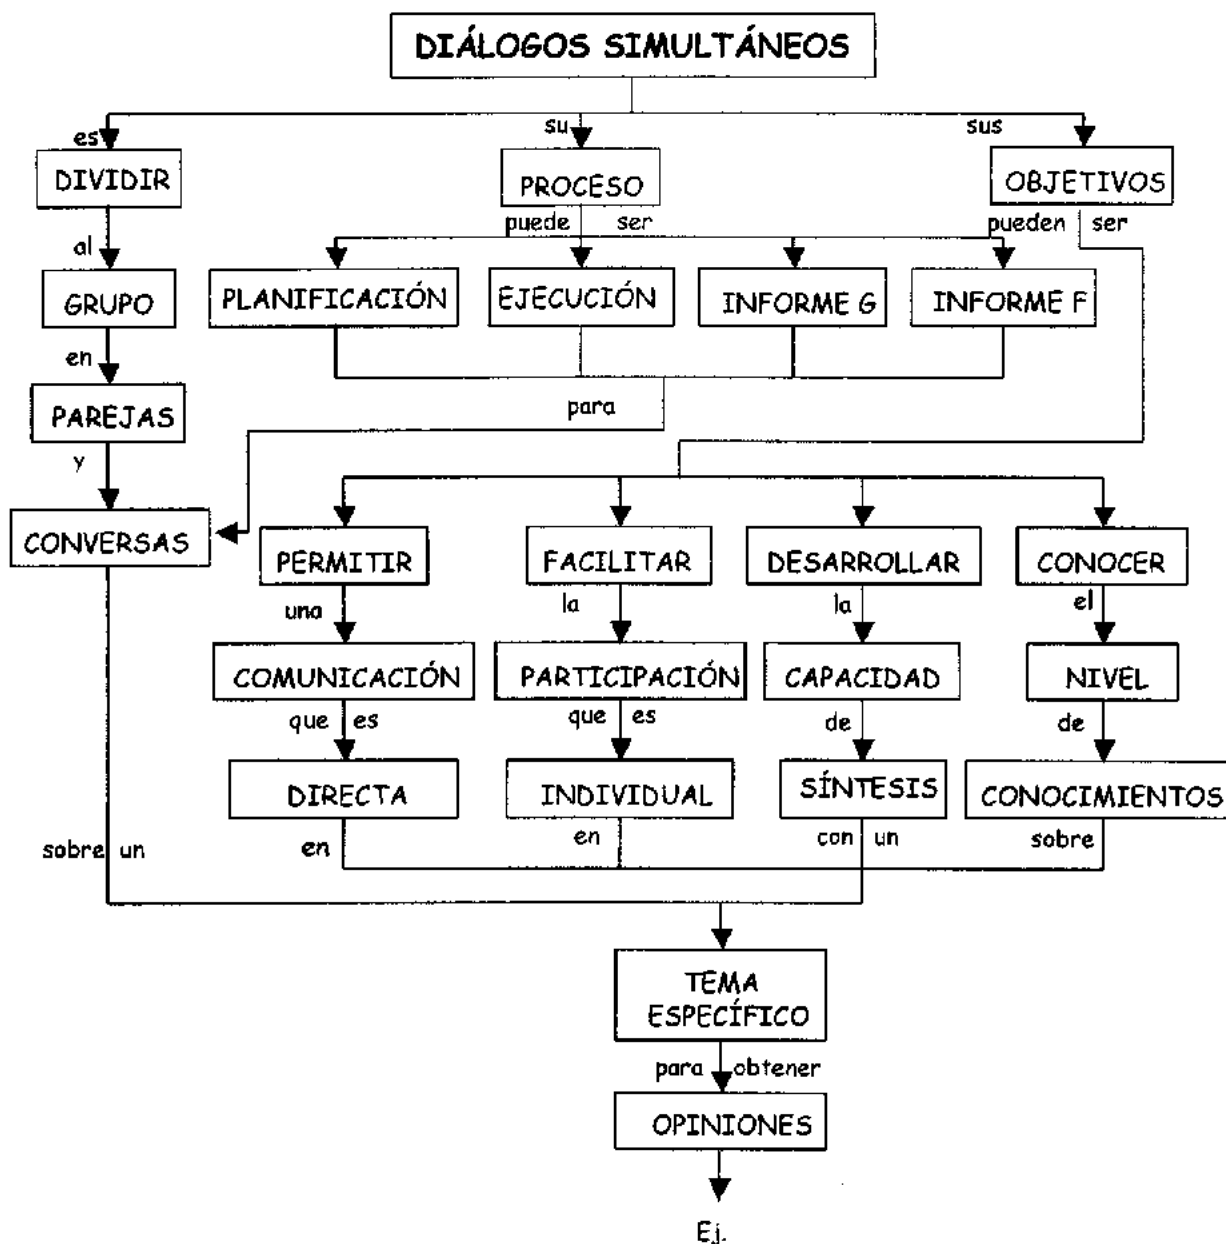 DIÁLOGOS SIMULTÁNEOS
es su sus
DIVIDIR PROCESO OBJETIVOS
puede ser pueden ser
al
GRUPO PLANIFICACIÓN EJECUCIÓN INFORME G INFORME F
en
PAREJAS para
y
CONVERSAS PERMITIR FACILITAR DESARROLLAR CONOCER
una la la el
COMUNICACIÓN PARTICIPACIÓN CAPACIDAD NIVEL
que es que es de de
DIRECTA INDIVIDUAL SÍNTESIS CONOCIMIENTOS
sobre un en en con un sobre
TEMA
ESPECÍFICO
para obtener
OPINIONES
Ej.